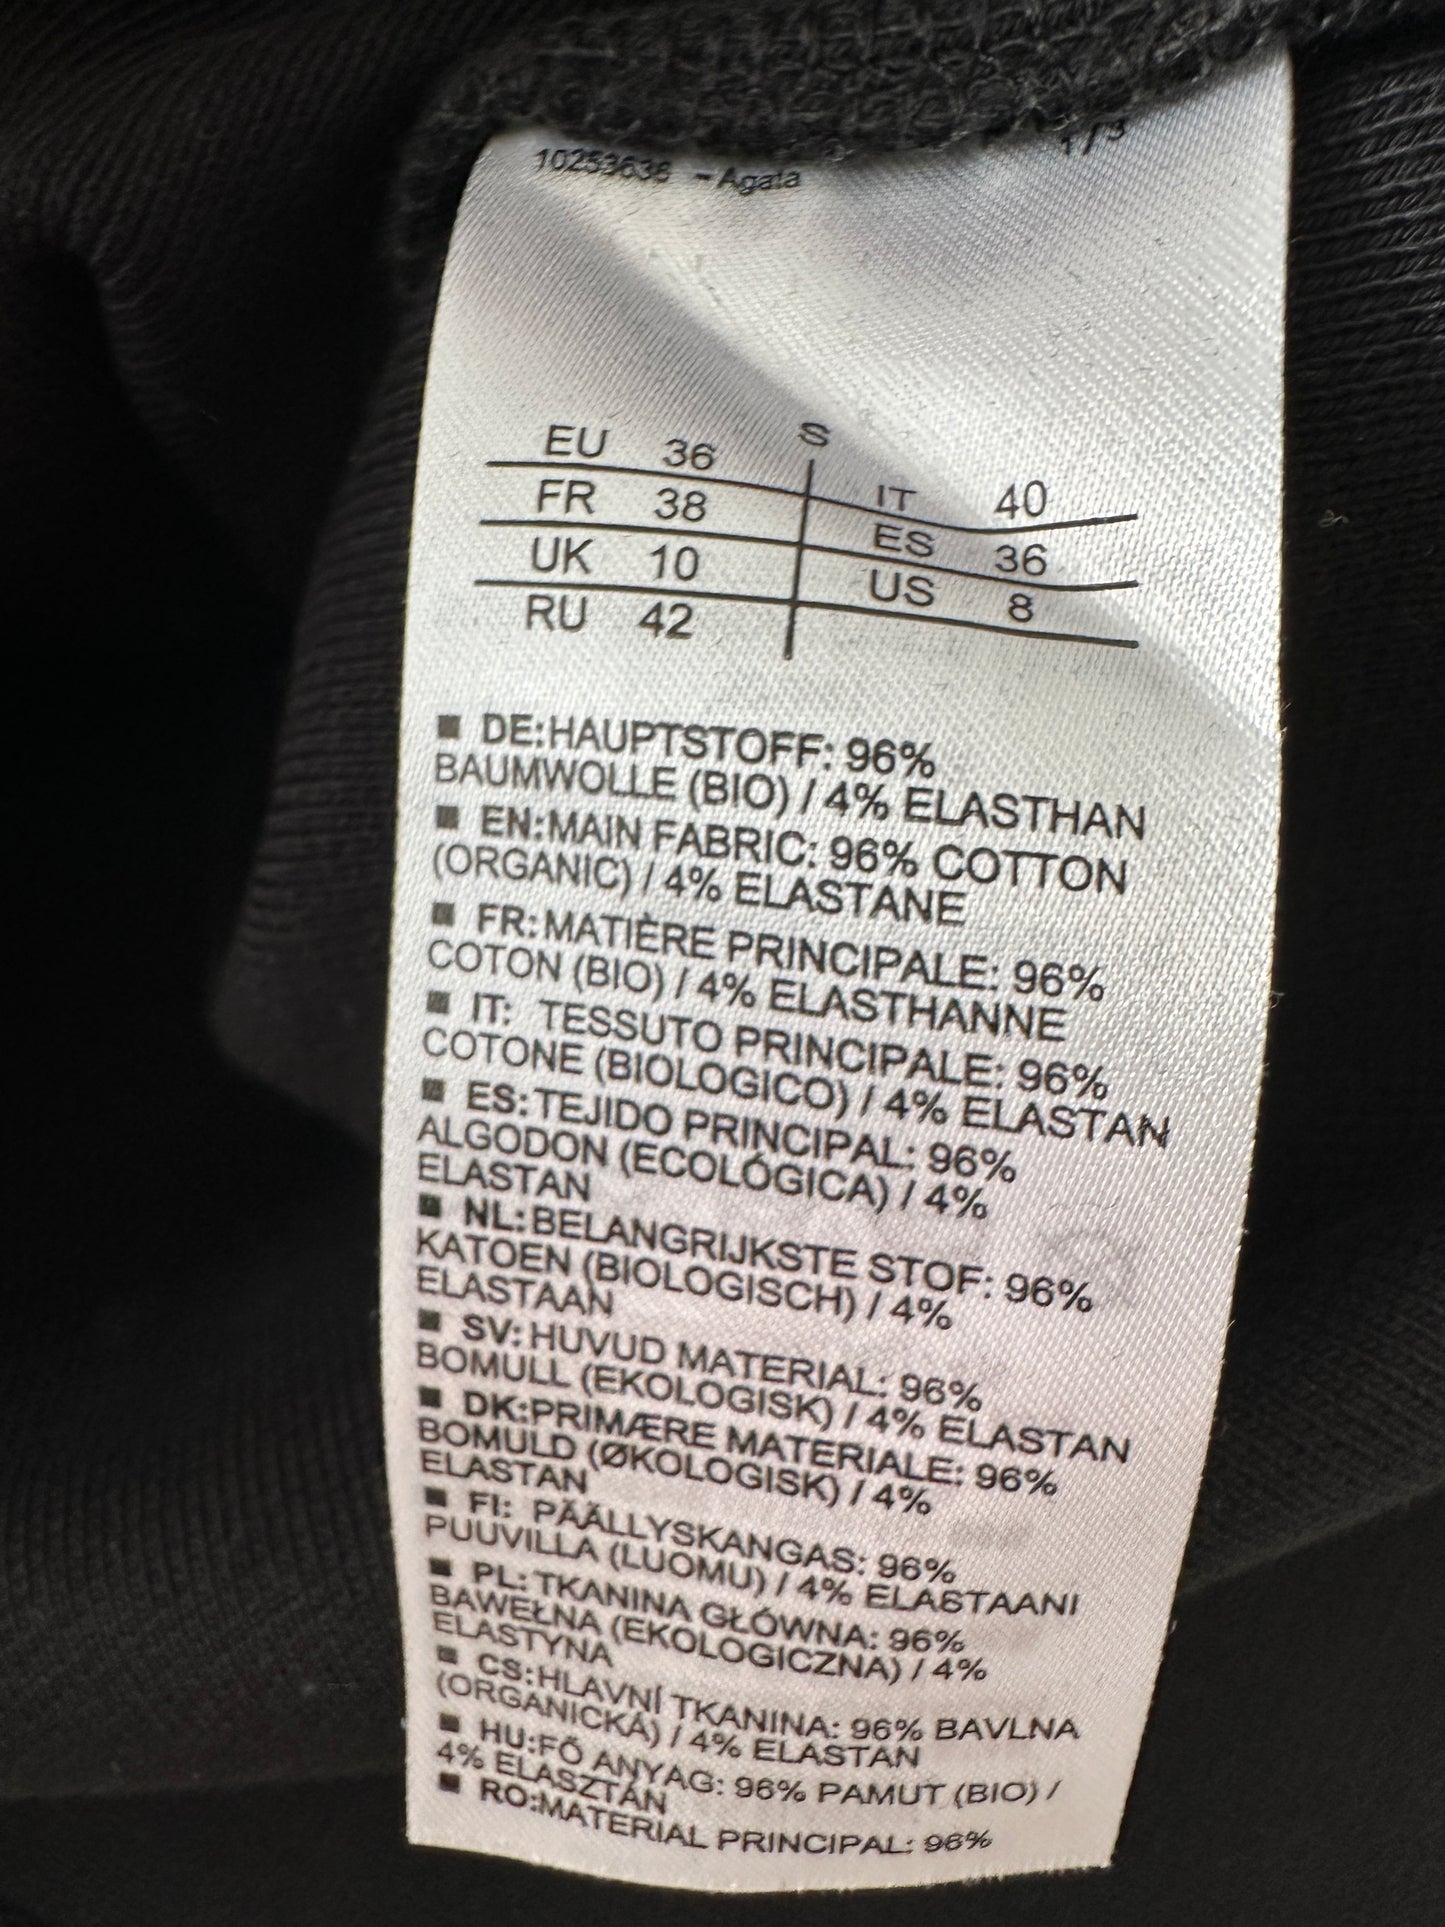 10253636 - Agata 1/3
S
EU 36 IT 40
FR 38 ES 36
UK 10 US 8
RU 42
■ DE:HAUPTSTOFF: 96%
BAUMWOLLE (BIO) / 4% ELASTHAN
■ EN:MAIN FABRIC: 96% COTTON
(ORGANIC) / 4% ELASTANE
■ FR:MATIÈRE PRINCIPALE: 96%
COTON (BIO) / 4% ELASTHANNE
■ IT: TESSUTO PRINCIPALE: 96%
COTONE (BIOLOGICO) / 4% ELASTAN
■ ES:TEJIDO PRINCIPAL: 96%
ALGODON (ECOLÓGICA) / 4%
ELASTAN
■ NL:BELANGRIJKSTE STOF: 96%
KATOEN (BIOLOGISCH) / 4%
ELASTAAN
■ SV:HUVUD MATERIAL: 96%
BOMULL (EKOLOGISK) / 4% ELASTAN
■ DK:PRIMÆRE MATERIALE: 96%
BOMULD (ØKOLOGISK) / 4%
ELASTAN
■ FI: PÄÄLLYSKANGAS: 96%
PUUVILLA (LUOMU) / 4% ELASTAANI
■ PL:TKANINA GŁÓWNA: 96%
BAWEŁNA (EKOLOGICZNA) / 4%
ELASTYNA
■ CS:HLAVNÍ TKANINA: 96% BAVLNA
(ORGANICKÁ) / 4% ELASTAN
■ HU:FŐ ANYAG: 96% PAMUT (BIO) /
4% ELASZTÁN
■ RO:MATERIAL PRINCIPAL: 96%